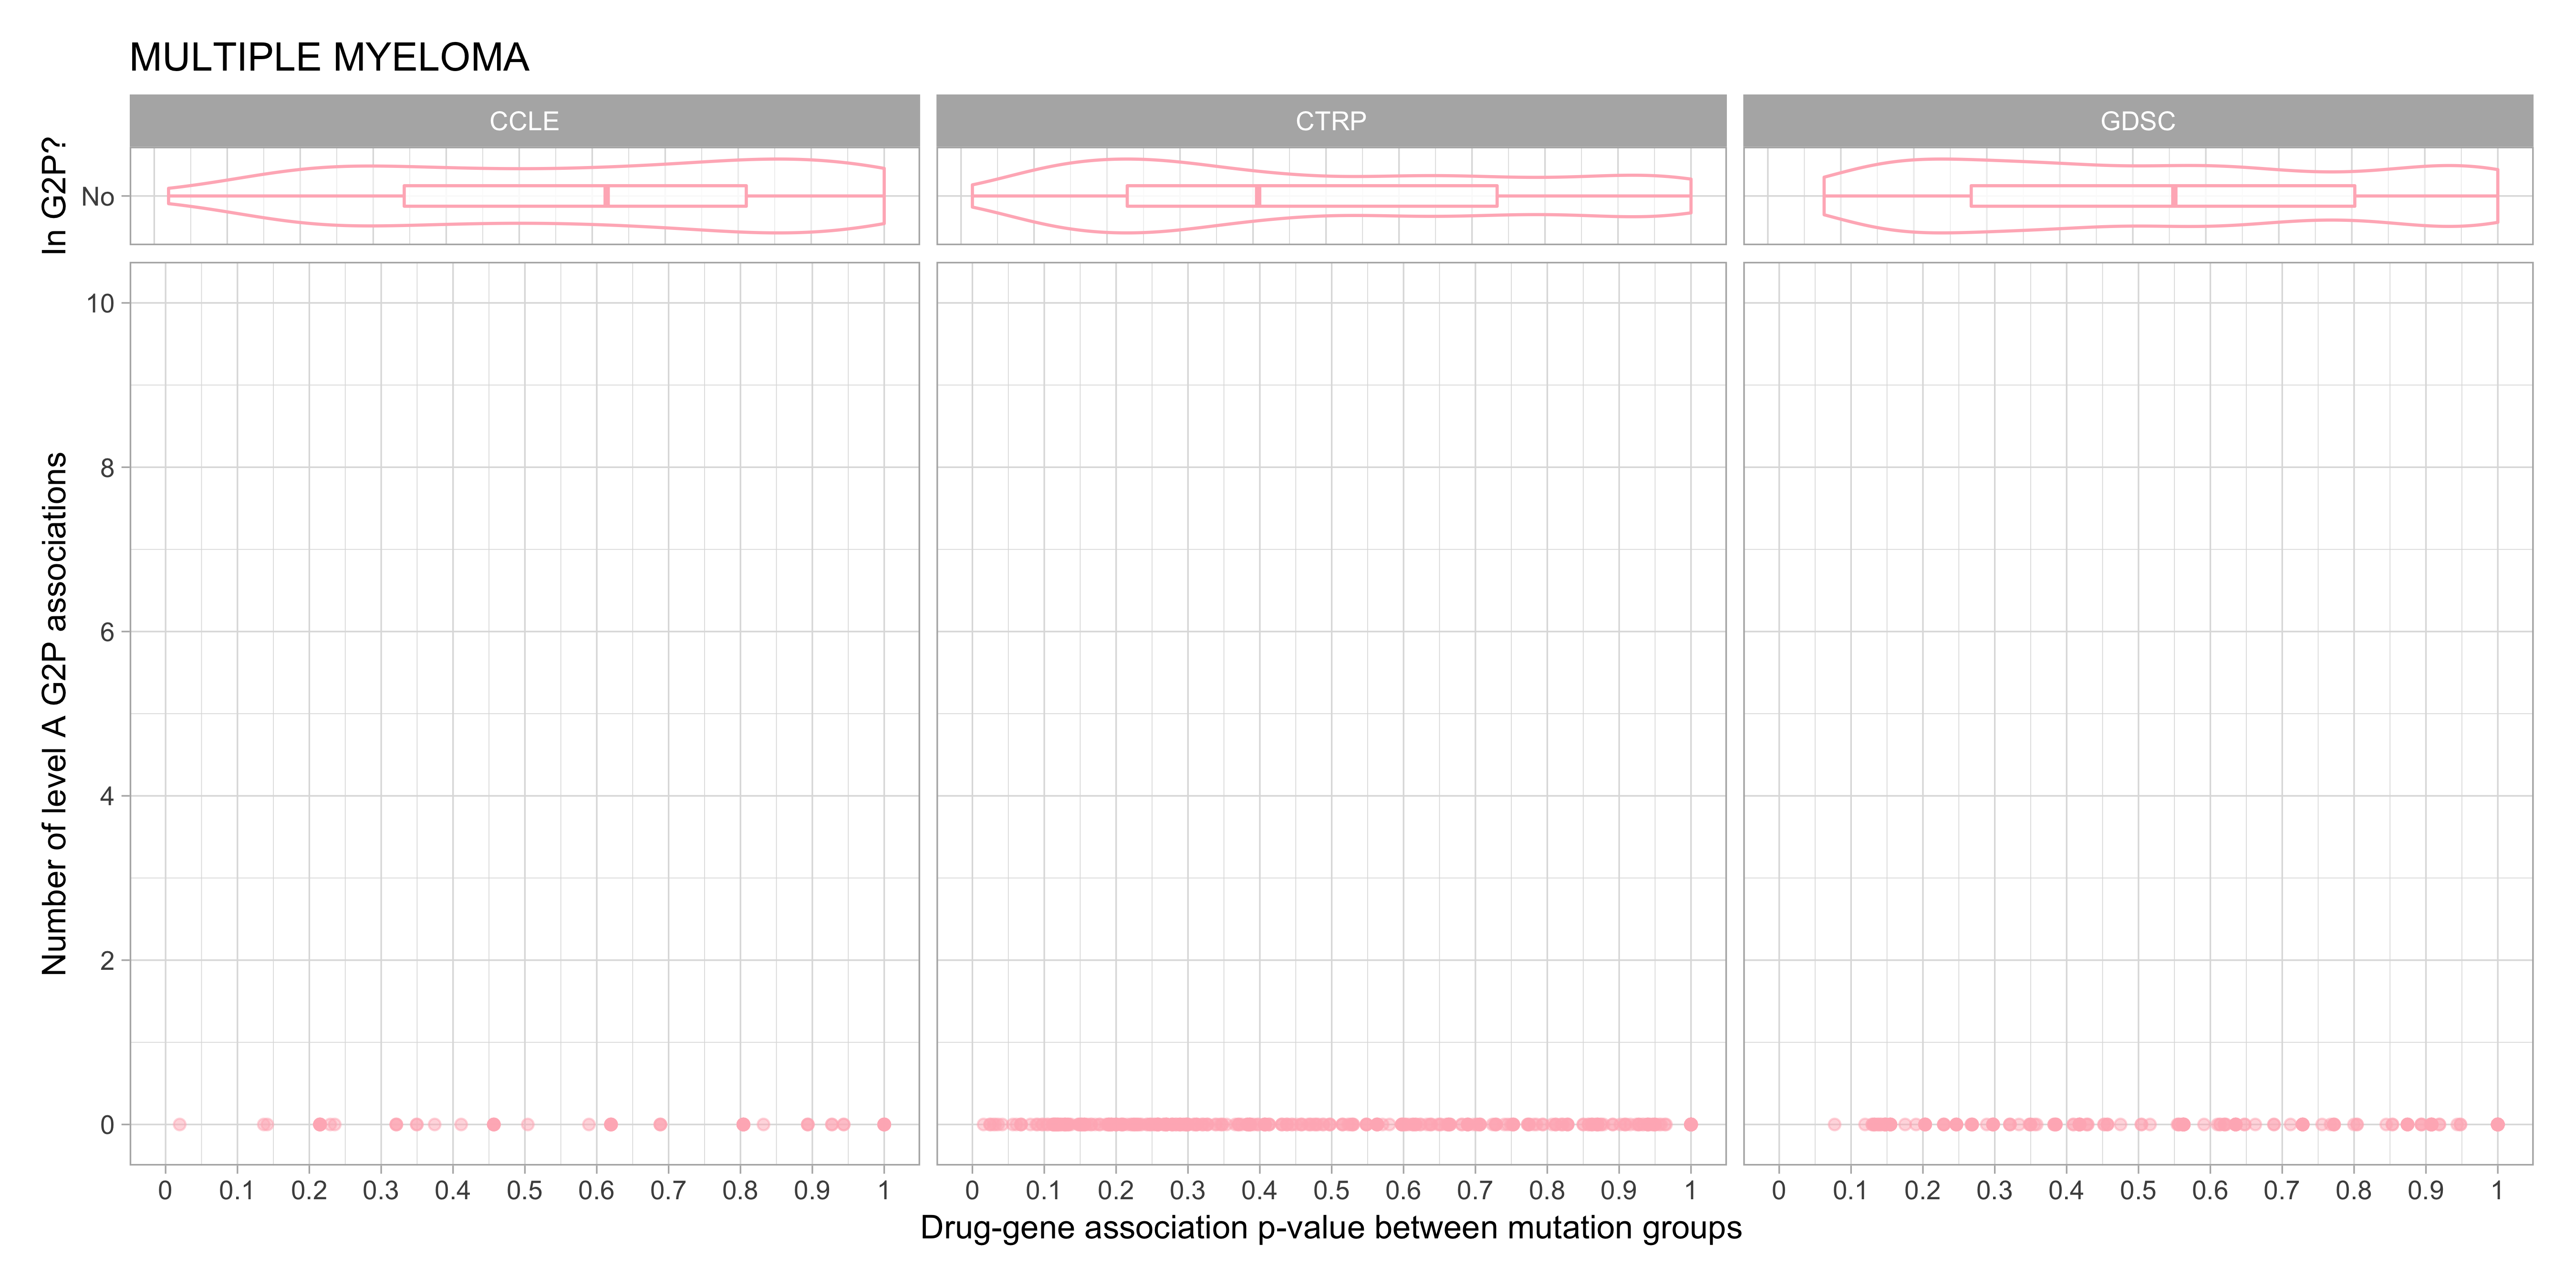 MULTIPLE MYELOMA
CCLE
CTRP
GDSC
In G2P?
No
Number of level A G2P associations
10
8
6
4
2
0
0 0.1 0.2 0.3 0.4 0.5 0.6 0.7 0.8 0.9 1
0 0.1 0.2 0.3 0.4 0.5 0.6 0.7 0.8 0.9 1
0 0.1 0.2 0.3 0.4 0.5 0.6 0.7 0.8 0.9 1
Drug-gene association p-value between mutation groups